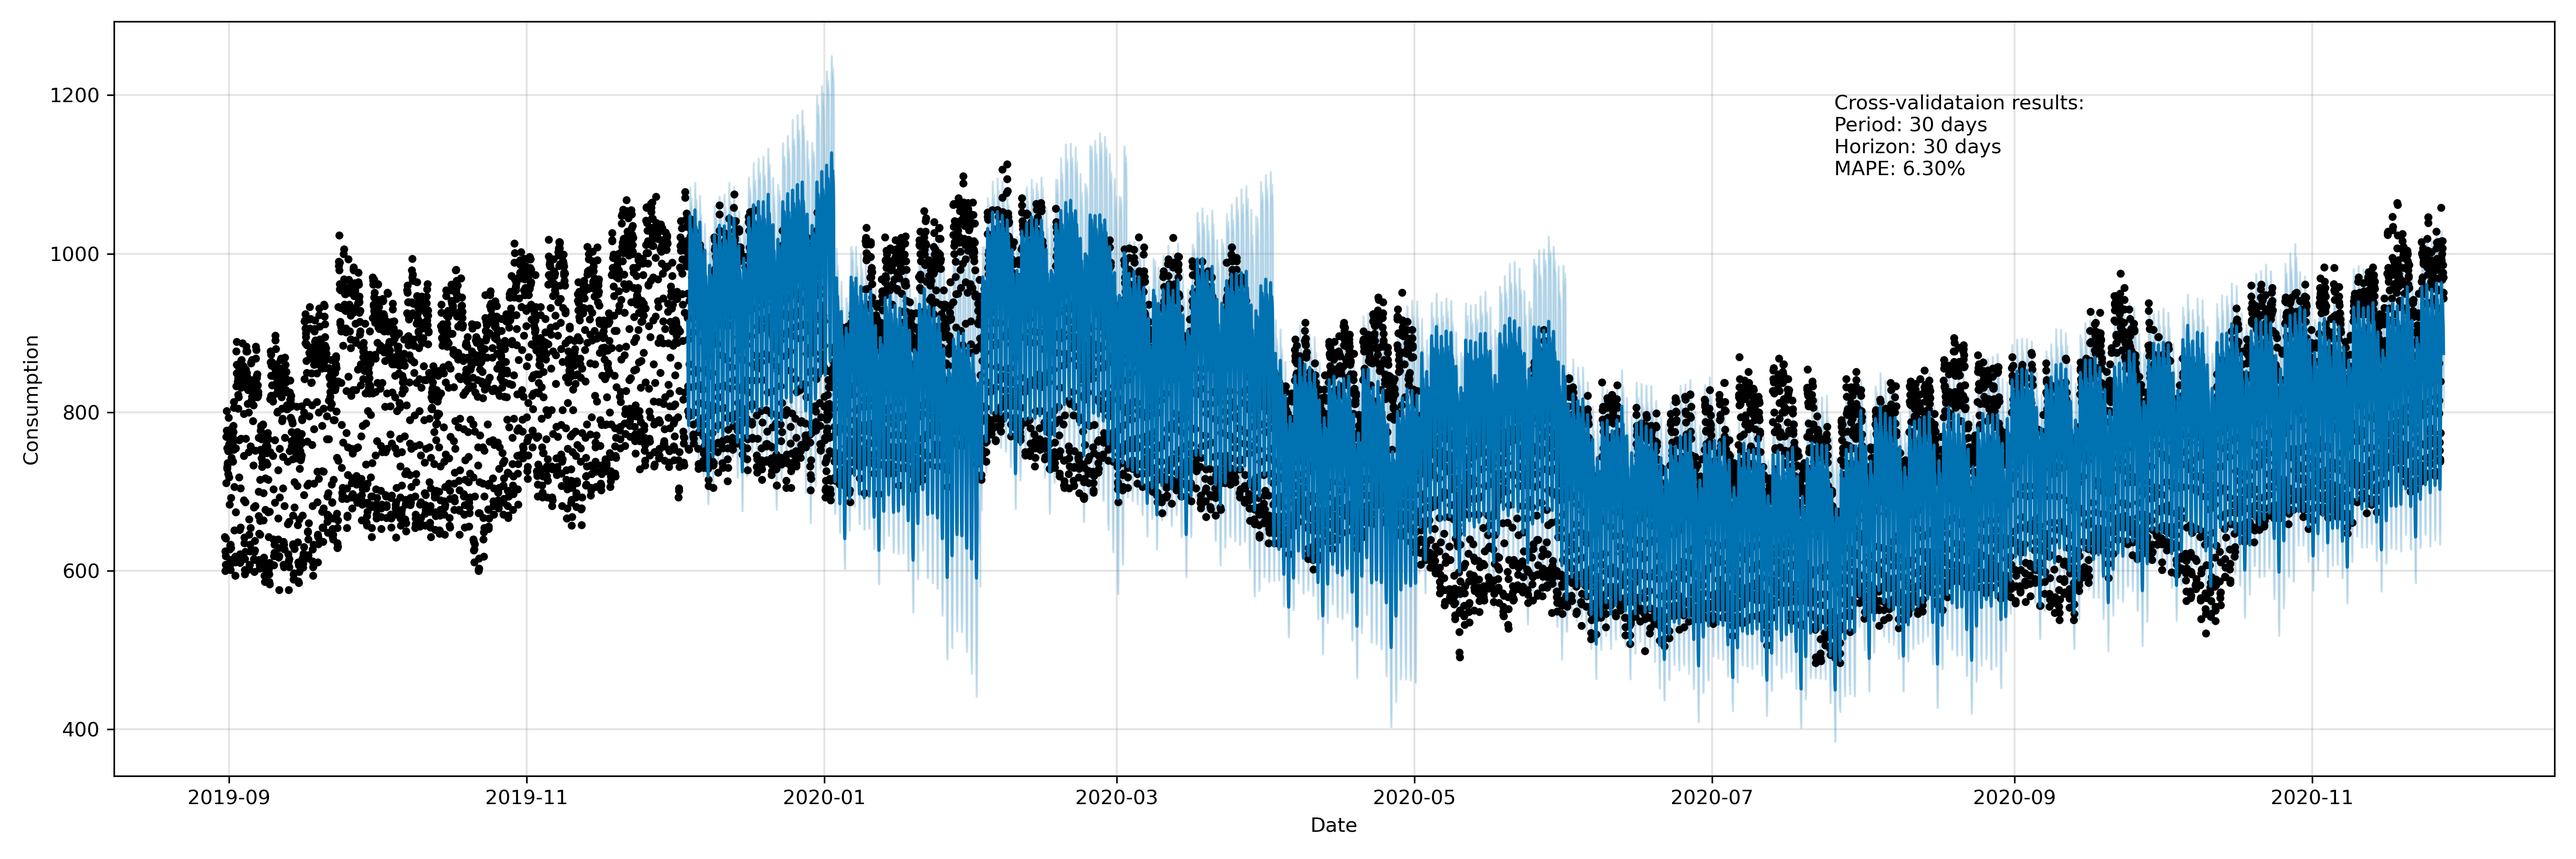 1200
Cross-validataion results:
Period: 30 days
Horizon: 30 days
MAPE: 6.30%
1000
Consumption
800
600
400
2019-09 2019-11 2020-01 2020-03 2020-05 2020-07 2020-09 2020-11
Date